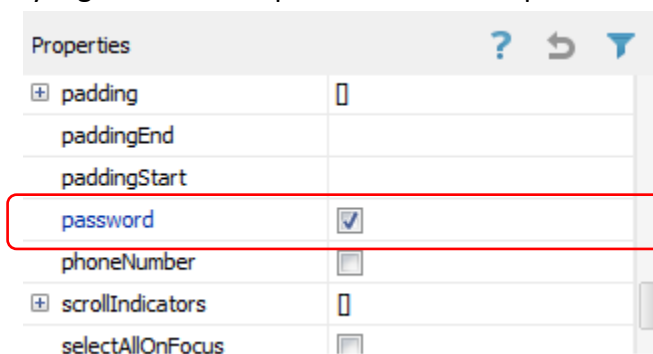 Properties ?
padding []
paddingEnd
paddingStart
password
phoneNumber
scrollIndicators []
selectAllOnFocus